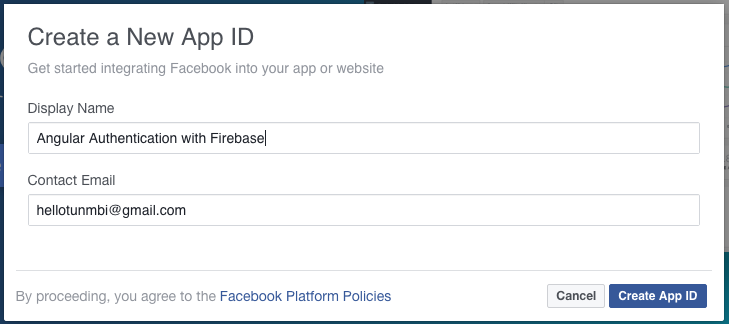 Create a New App ID
Get started integrating Facebook into your app or website
Display Name
Angular Authentication with Firebase
Contact Email
hellotunmbi@gmail.com
By proceeding, you agree to the Facebook Platform Policies
Cancel
Create App ID